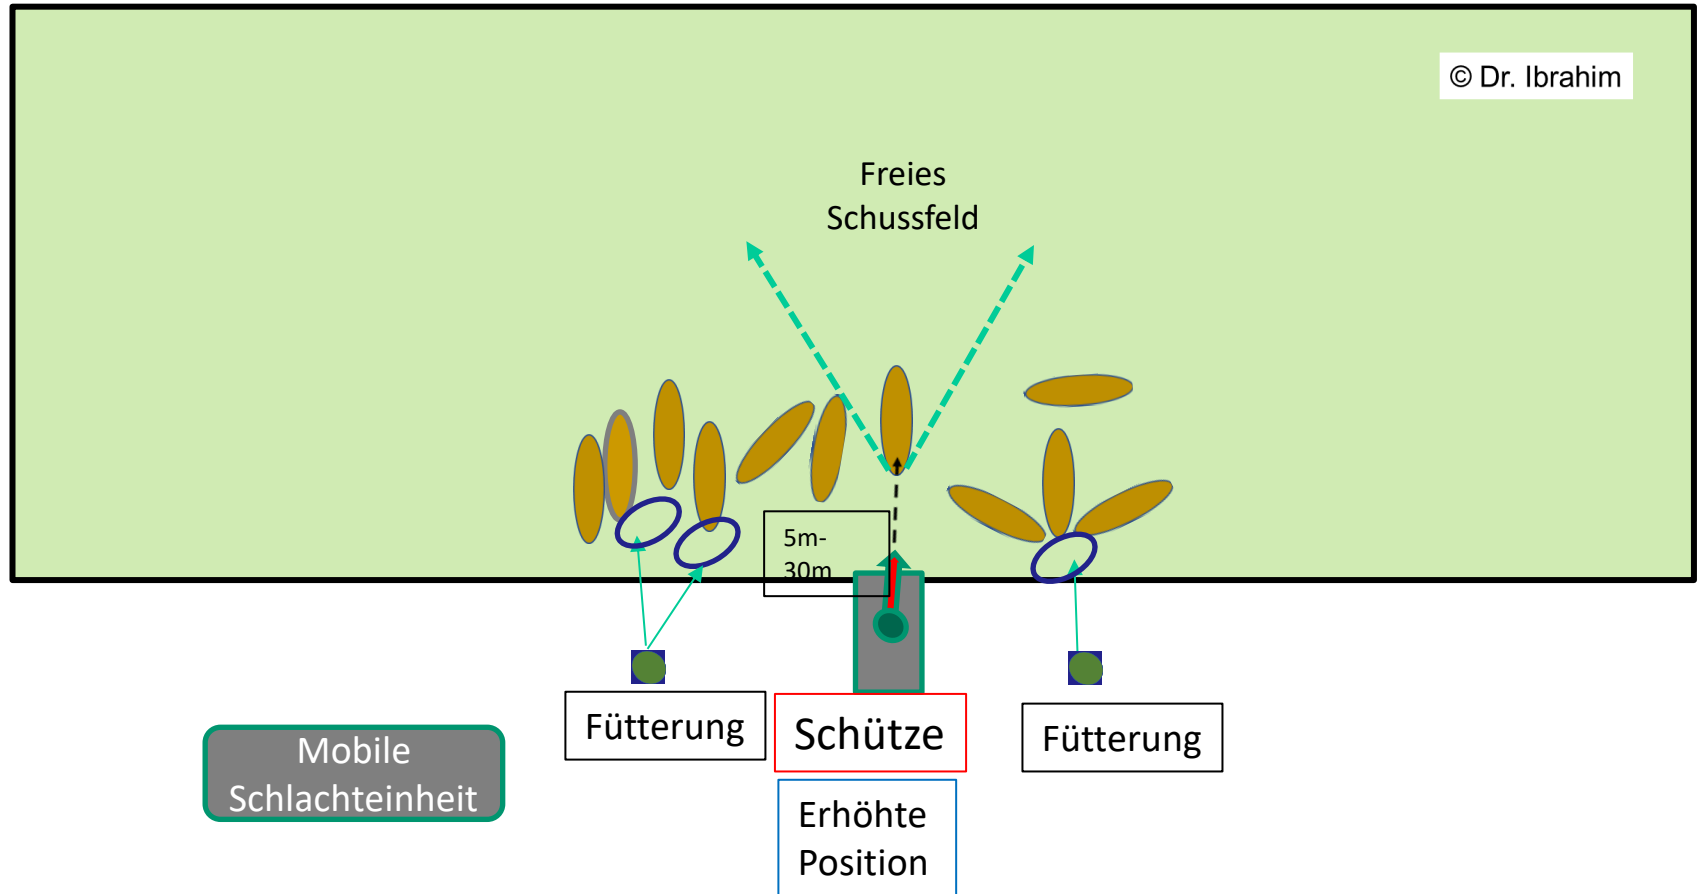 © Dr. Ibrahim
Freies
Schussfeld
5m-
30m
Fütterung
Schütze
Fütterung
Mobile
Schlachteinheit
Erhöhte
Position